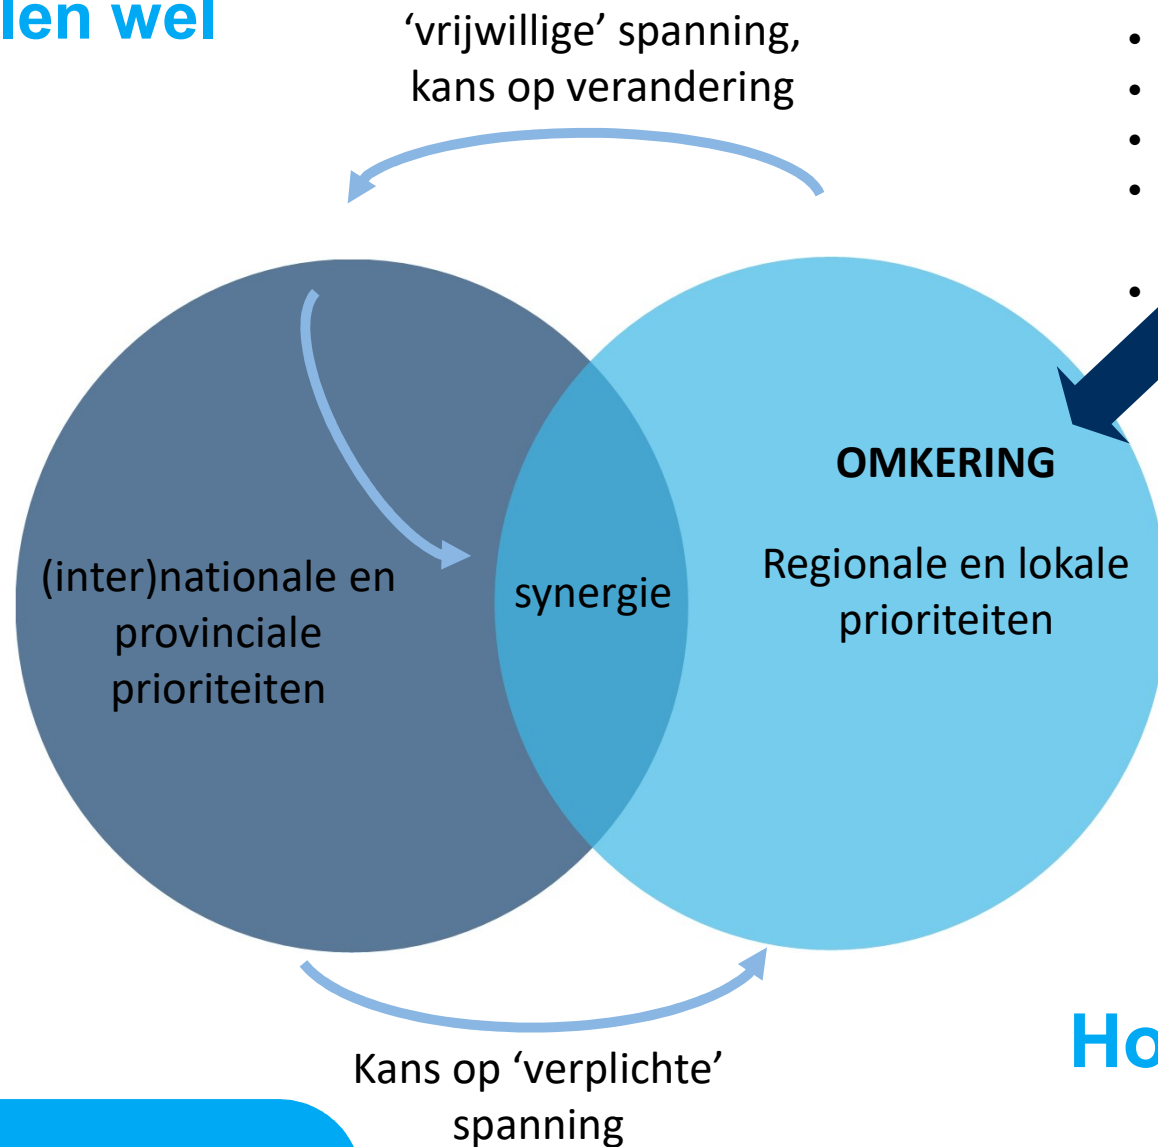 len wel
‘vrijwillige’ spanning,
kans op verandering
•
•
•
•
•
OMKERING
Regionale en lokale
prioriteiten
(inter)nationale en
provinciale
prioriteiten
synergie
Ho
Kans op ‘verplichte’
spanning